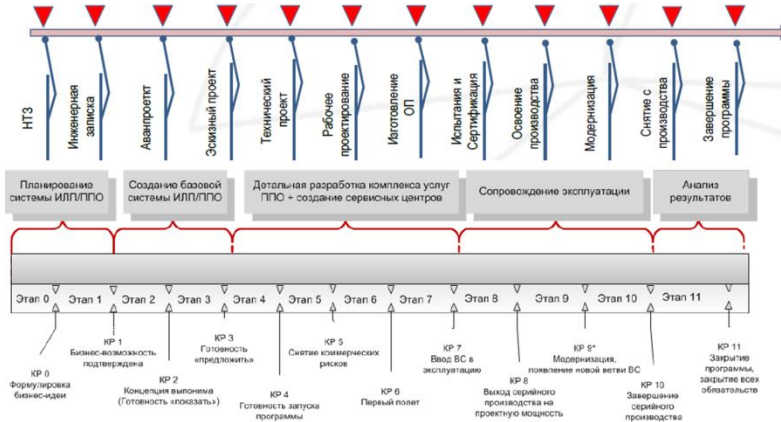 НТЗ
Инженерная
записка
Аванпроеткт
Эскизный проект
Технический
проект
Рабочее
проектирование
Изготовление
ОП
Испытания и
Сертификация
Освоение
производства
Модернизация
Снятие с
производства
Завершение
программы
Планирование
системы ИЛП/ППО
Создание базовой
системы ИЛП/ППО
Детальная разработка комплекса услуг
ППО + создание сервисных центров
Сопровождение эксплуатации
Анализ
результатов
Этап 0
Этап 1
Этап 2
Этап 3
Этап 4
Этап 5
Этап 6
Этап 7
Этап 8
Этап 9
Этап 10
Этап 11
КР 0
Формулировка
бизнес-идеи
КР 1
Бизнес-возможность
подтверждена
КР 2
Концепция выпонима
(Готовность «показать»)
КР 3
Готовность
«предложить»
КР 4
Готовность запуска
программы
КР 5
Снятие коммерческих
рисков
КР 6
Первый полет
КР 7
Ввод ВС в
эксплуатацию
КР 8
Выход серийного
производства на
проектную мощность
КР 9*
Модернизация,
появление новой ветви ВС
КР 10
Завершение
серийного
производства
КР 11
Закрытие
программы,
закрытие всех
обязательств